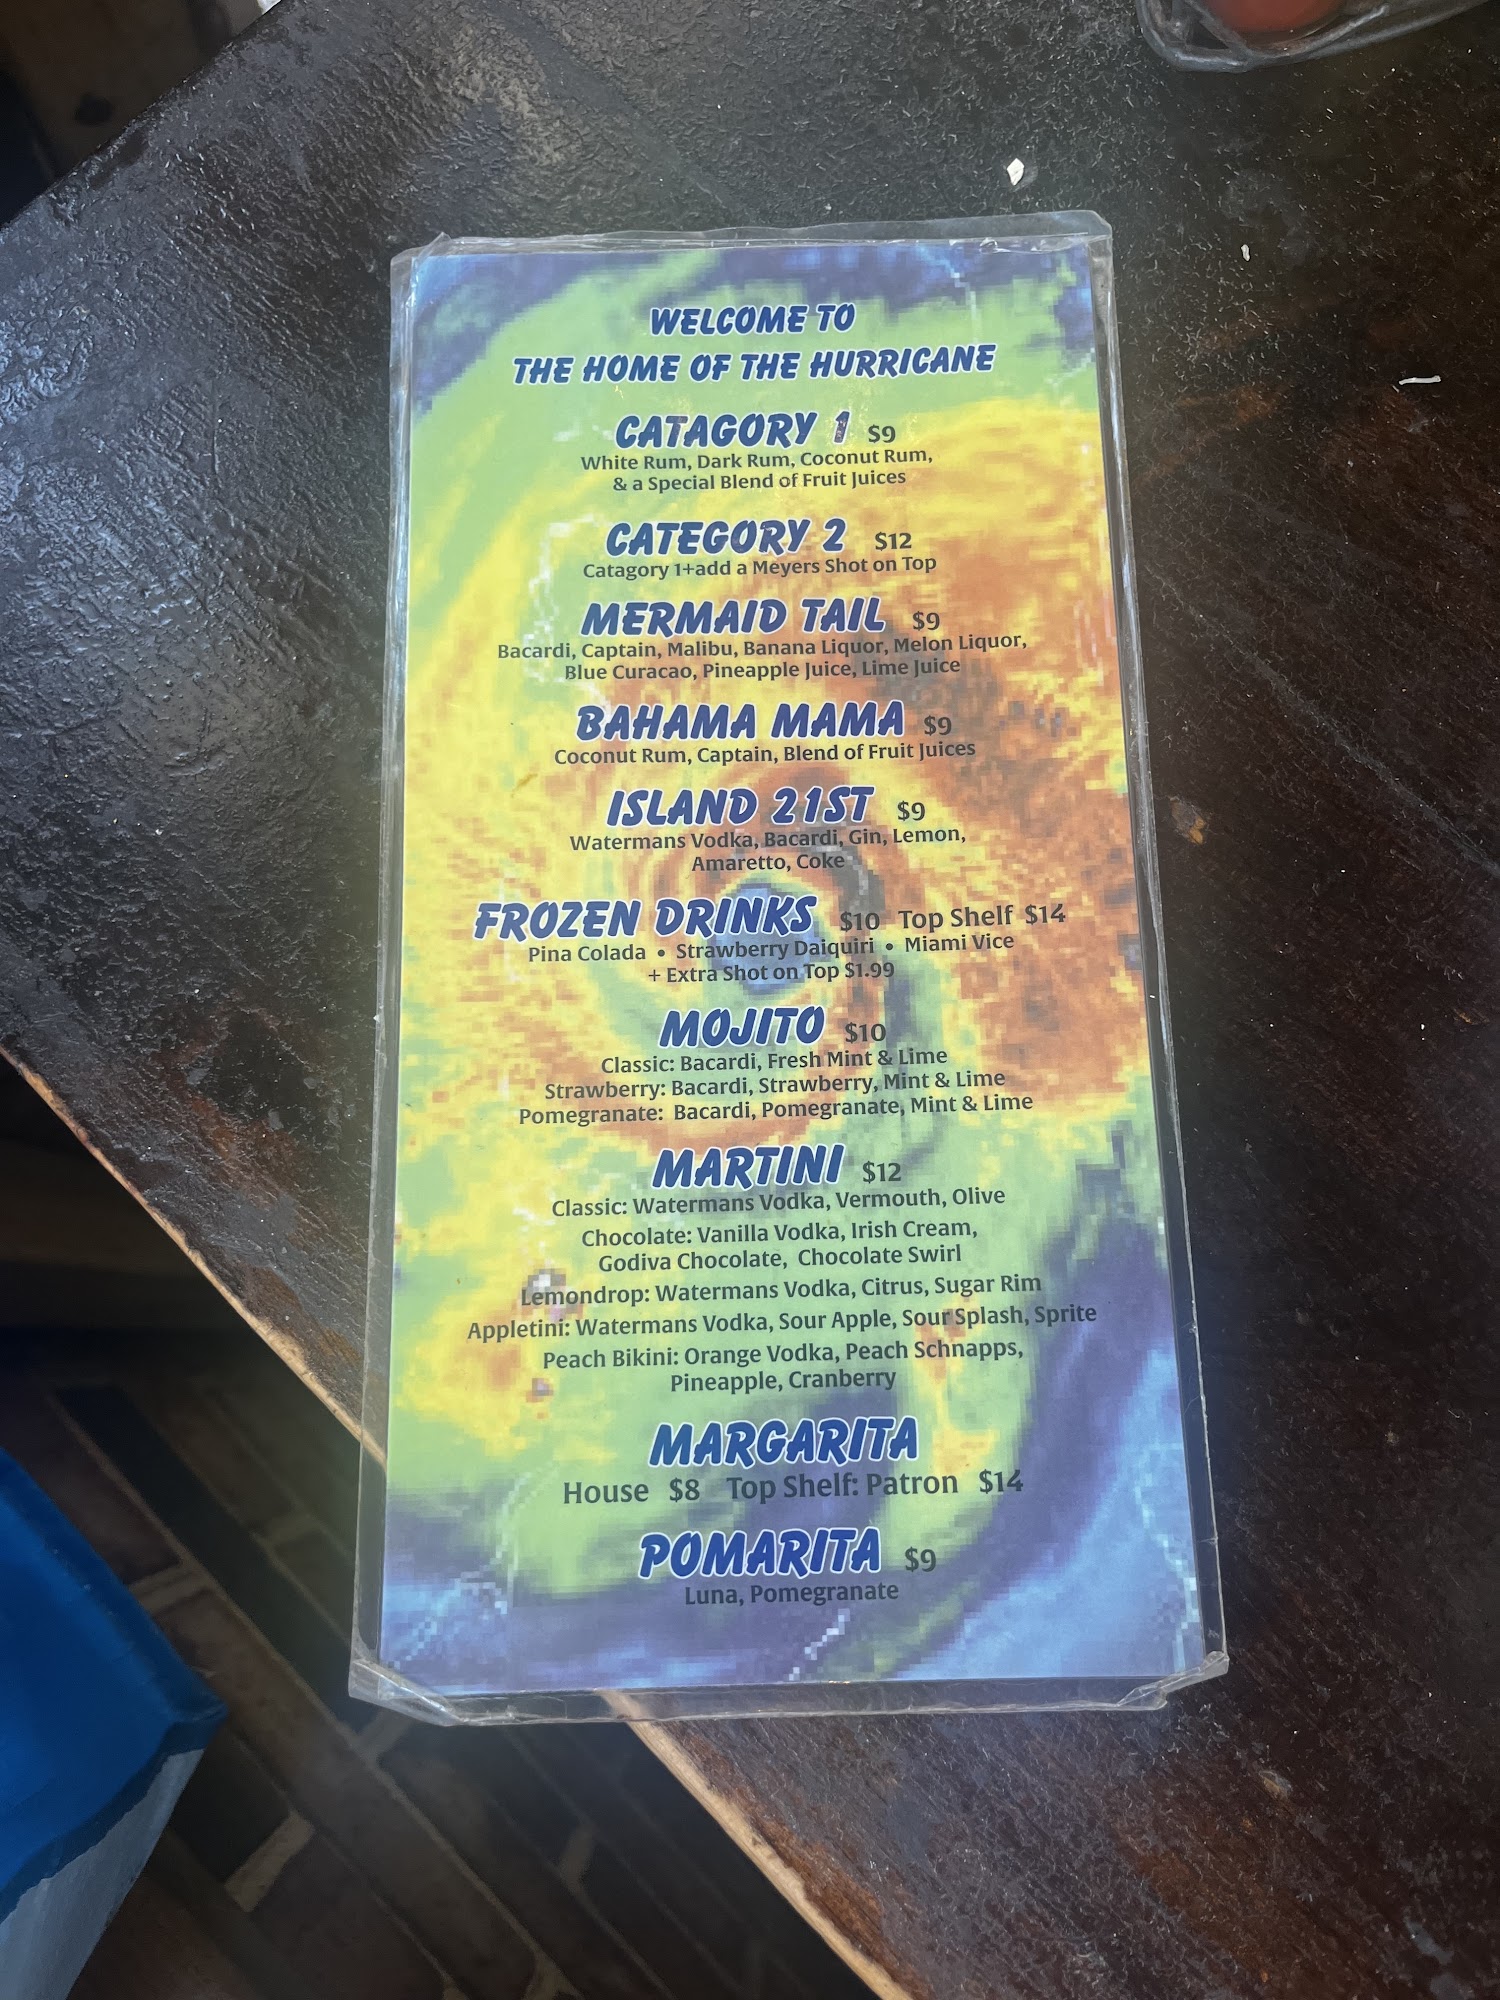 WELCOME TO
THE HOME OF THE HURRICANE
CATAGORY 1 $9
White Rum, Dark Rum, Coconut Rum,
& a Special Blend of Fruit Juices
CATEGORY 2 $12
Catagory 1+add a Meyers Shot on Top
MERMAID TAIL $9
Bacardi, Captain, Malibu, Banana Liquor, Melon Liquor,
Blue Curacao, Pineapple Juice, Lime Juice
BAHAMA MAMA $9
Coconut Rum, Captain, Blend of Fruit Juices
ISLAND 21ST $9
Watermans Vodka, Bacardi, Gin, Lemon,
Amaretto, Coke
FROZEN DRINKS $10 Top Shelf $14
Pina Colada • Strawberry Daiquiri • Miami Vice
+ Extra Shot on Top $1.99
MOJITO $10
Classic: Bacardi, Fresh Mint & Lime
Strawberry: Bacardi, Strawberry, Mint & Lime
Pomegranate: Bacardi, Pomegranate, Mint & Lime
MARTINI $12
Classic: Watermans Vodka, Vermouth, Olive
Chocolate: Vanilla Vodka, Irish Cream,
Godiva Chocolate, Chocolate Swirl
Lemondrop: Watermans Vodka, Citrus, Sugar Rim
Appletini: Watermans Vodka, Sour Apple, Sour Splash, Sprite
Peach Bikini: Orange Vodka, Peach Schnapps,
Pineapple, Cranberry
MARGARITA
House $8 Top Shelf: Patron $14
POMARITA $9
Luna, Pomegranate